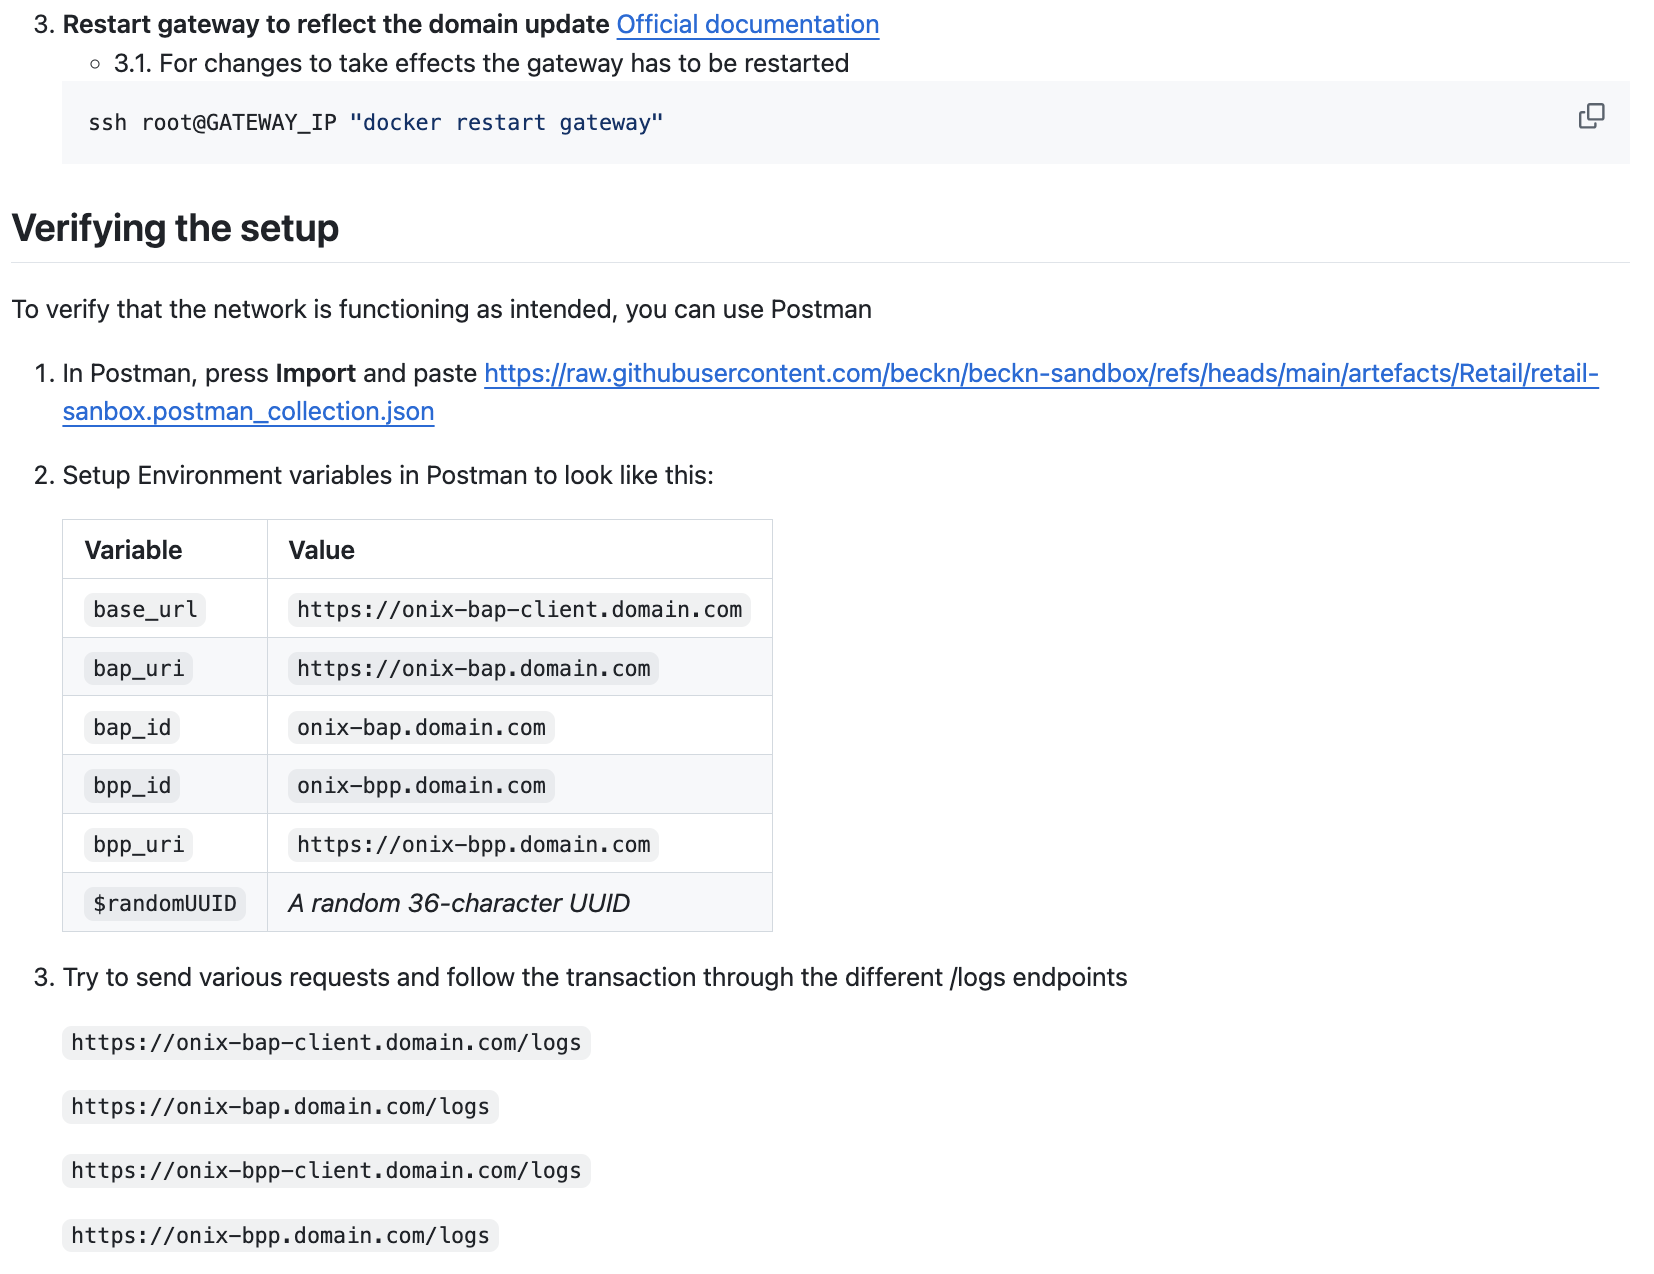 3. Restart gateway to reflect the domain update Official documentation
3.1. For changes to take effects the gateway has to be restarted
ssh root@GATEWAY_IP "docker restart gateway"
Verifying the setup
To verify that the network is functioning as intended, you can use Postman
1. In Postman, press Import and paste https://raw.githubusercontent.com/beckn/beckn-sandbox/refs/heads/main/artefacts/Retail/retail-
sanbox.postman_collection.json
2. Setup Environment variables in Postman to look like this:
Variable Value
base_url https://onix-bap-client.domain.com
bap_uri https://onix-bap.domain.com
bap_id onix-bap.domain.com
bpp_id onix-bpp.domain.com
bpp_uri https://onix-bpp.domain.com
$randomUUID A random 36-character UUID
3. Try to send various requests and follow the transaction through the different /logs endpoints
https://onix-bap-client.domain.com/logs
https://onix-bap.domain.com/logs
https://onix-bpp-client.domain.com/logs
https://onix-bpp.domain.com/logs